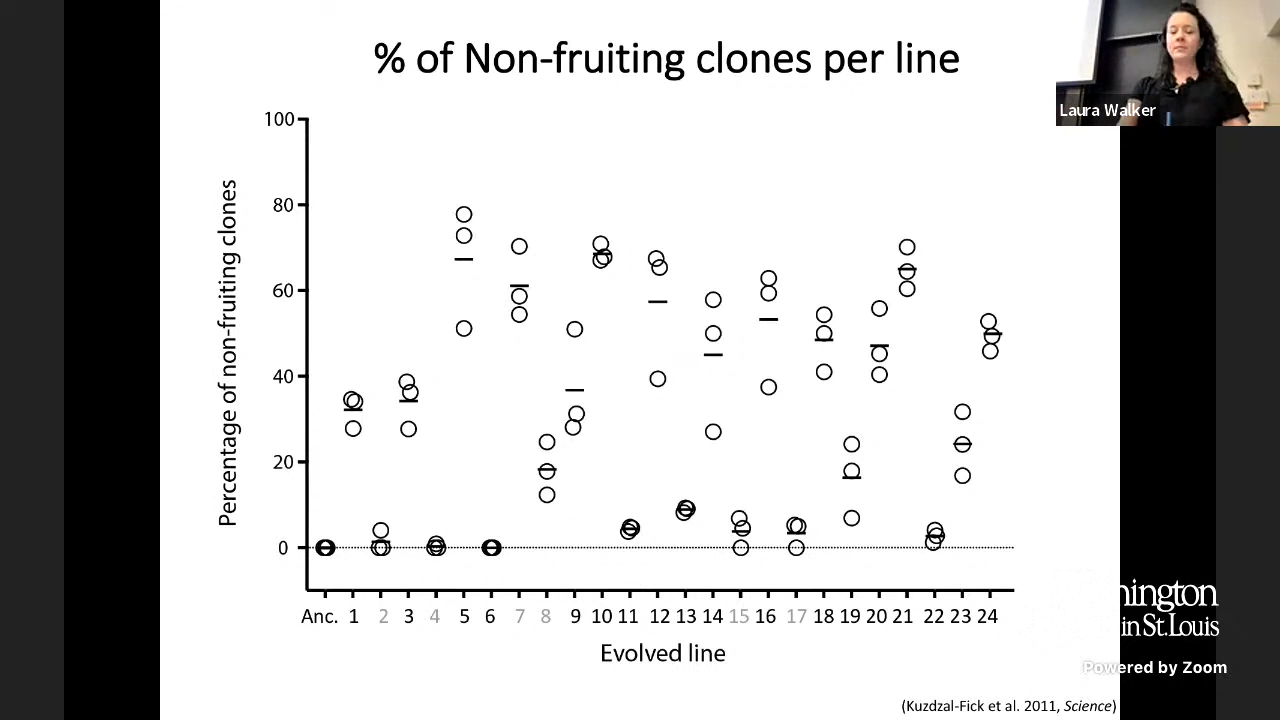 % of Non-fruiting clones per line
Laura Walker
100
80
60
40
20
0
Percentage of non-fruiting clones
Anc. 1 2 3 4 5 6 7 8 9 10 11 12 13 14 15 16 17 18 19 20 21 22 23 24
Evolved line
hington
in St. Louis
Powered by Zoom
(Kuzdzal-Fick et al. 2011, Science)